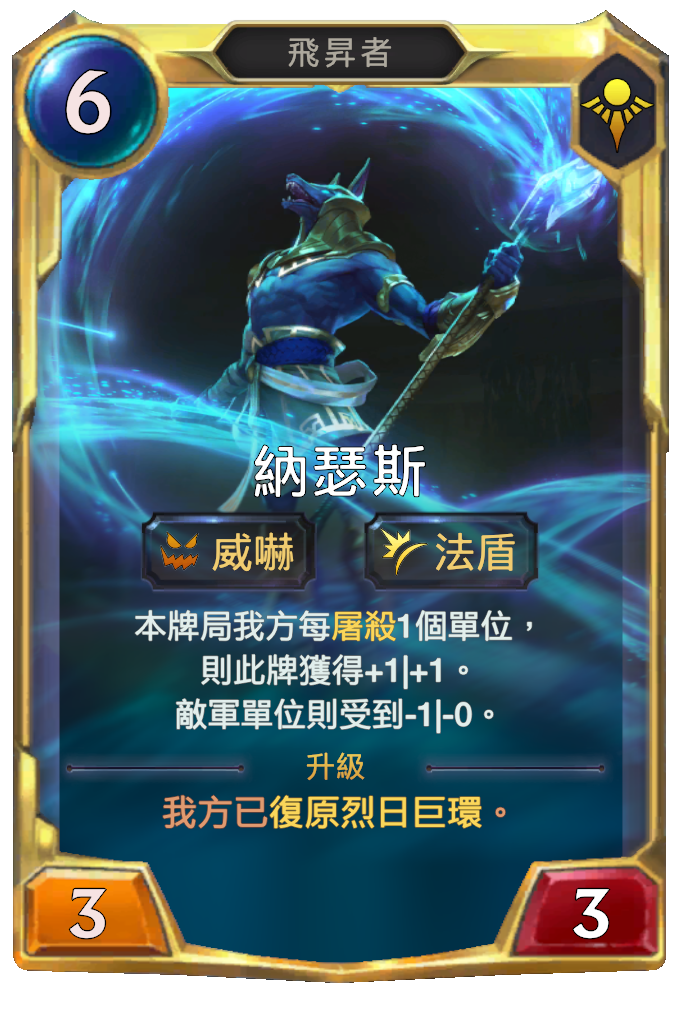 飛昇者
6
納瑟斯
威嚇 法盾
本牌局我方每屠殺1個單位，
則此牌獲得+1|+1。
敵軍單位則受到-1|-0。
升級
我方已復原烈日巨環。
3 3